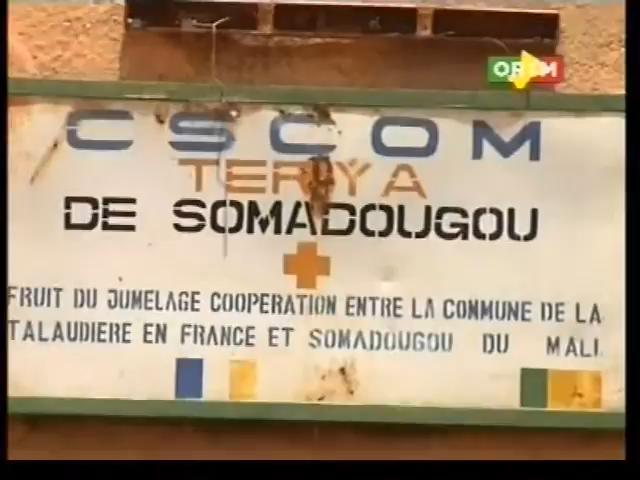 ORTM
CSCOM
TERIYA
DE SOMADOUGOU
FRUIT DU JUMELAGE COOPERATION ENTRE LA COMMUNE DE LA
TALAUDIERE EN FRANCE ET SOMADOUGOU DU MALI